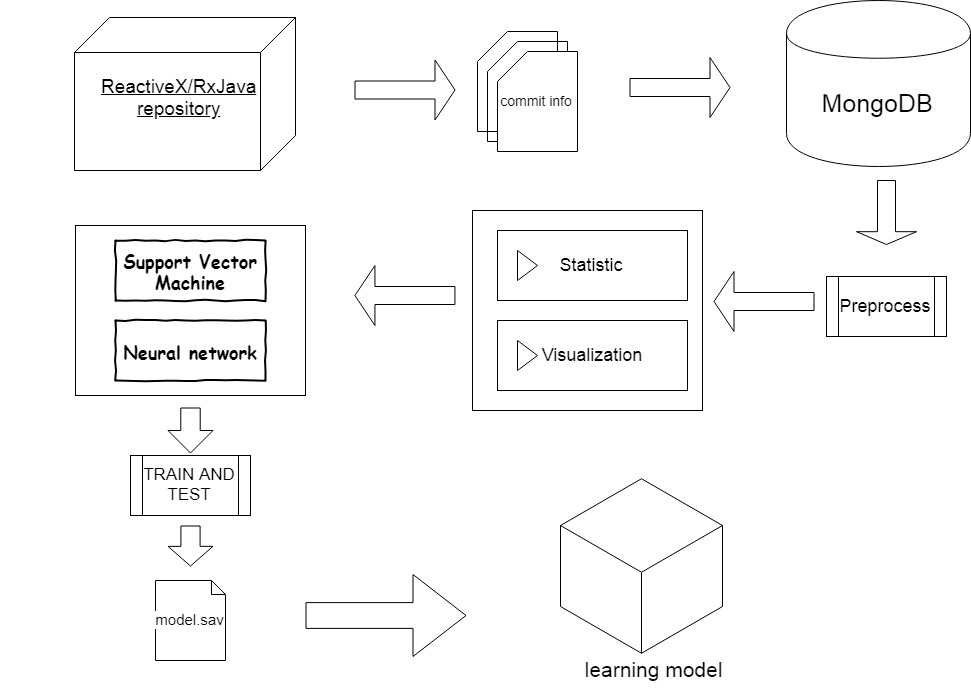 ReactiveX/RxJava
repository
commit info
MongoDB
Support Vector
Machine
Neural network
Statistic
Visualization
Preprocess
TRAIN AND
TEST
model.sav
learning model